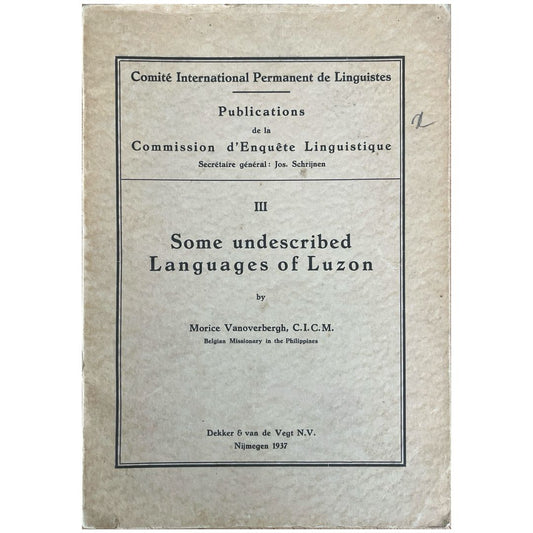 Comité International Permanent de Linguistes
Publications
de la
Commission d'Enquête Linguistique
Secrétaire général: Jos. Schrijnen
III
Some undescribed
Languages of Luzon
by
Morice Vanoverbergh, C.I.C.M.
Belgian Missionary in the Philippines
Dekker & van de Vegt N.V.
Nijmegen 1937